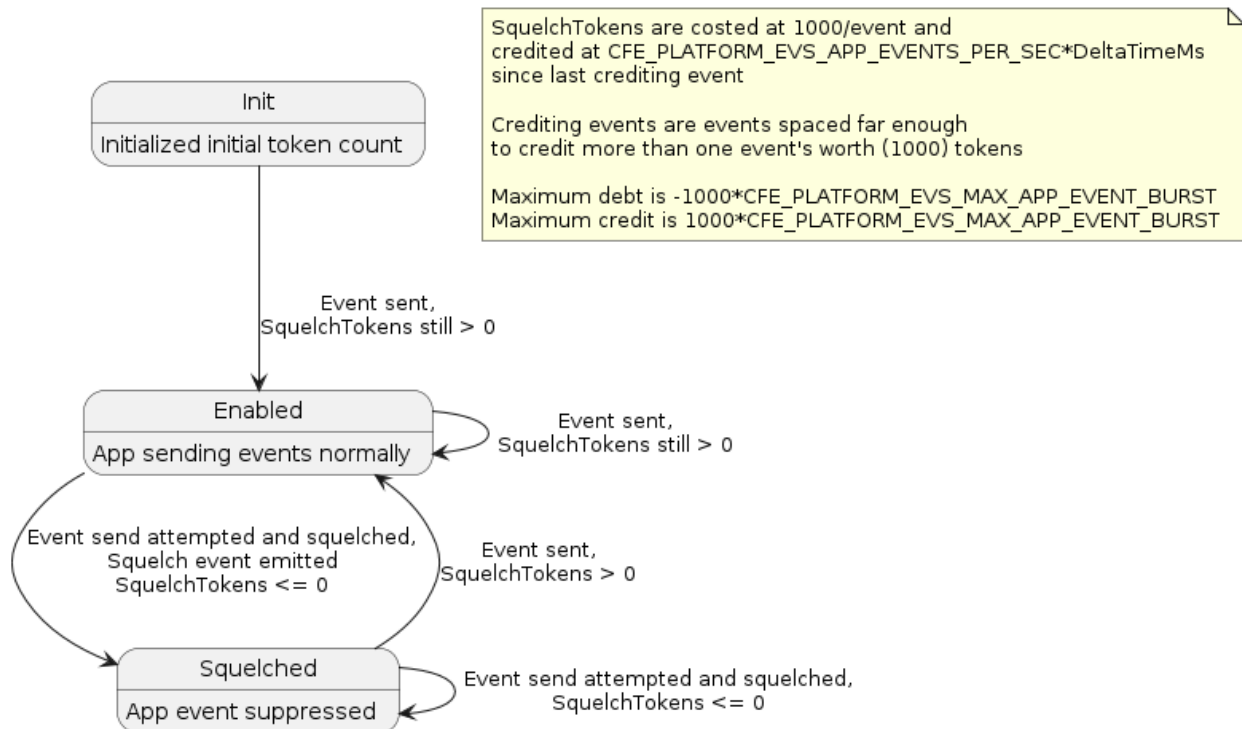 SquelchTokens are costed at 1000/event and
credited at CFE_PLATFORM_EVS_APP_EVENTS_PER_SEC*DeltaTimeMs
since last crediting event
Crediting events are events spaced far enough
to credit more than one event's worth (1000) tokens
Maximum debt is -1000*CFE_PLATFORM_EVS_MAX_APP_EVENT_BURST
Maximum credit is 1000*CFE_PLATFORM_EVS_MAX_APP_EVENT_BURST
Init
Initialized initial token count
Event sent,
SquelchTokens still > 0
Enabled
App sending events normally
Event sent,
SquelchTokens still > 0
Event send attempted and squelched,
Squelch event emitted
SquelchTokens <= 0
Event sent,
SquelchTokens > 0
Squelched
App event suppressed
Event send attempted and squelched,
SquelchTokens <= 0